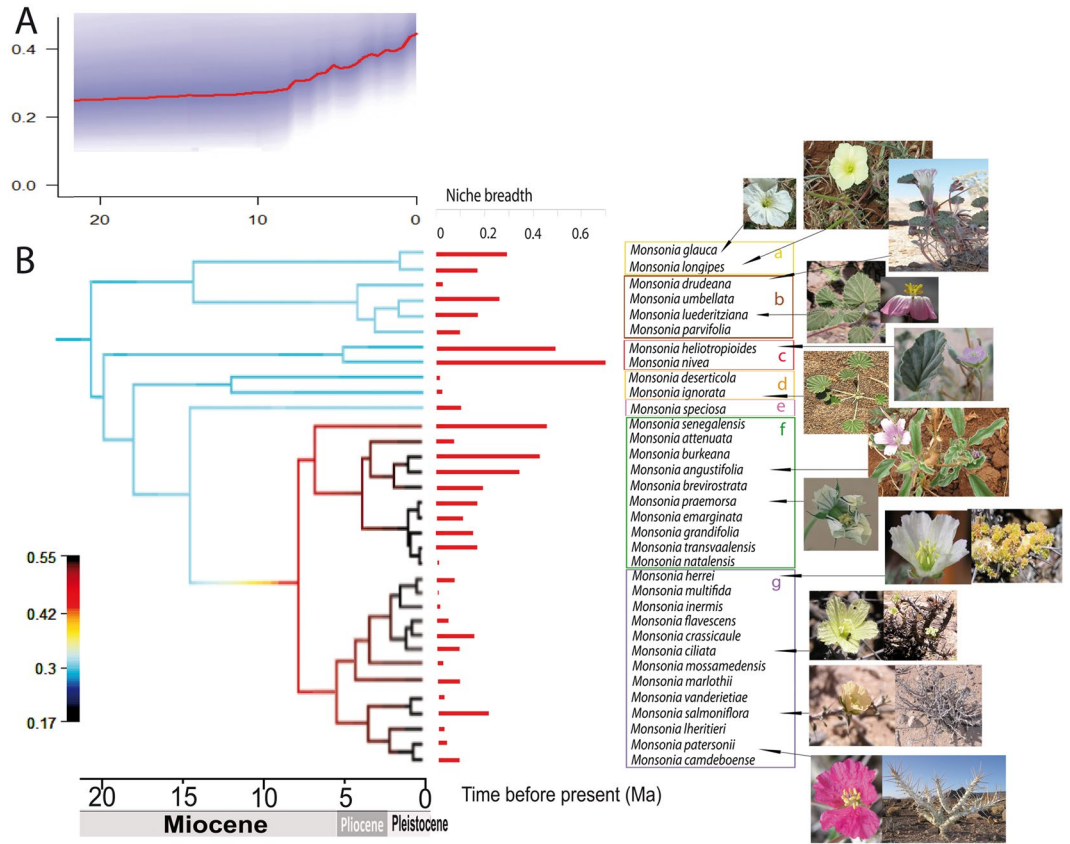 A
0.4
0.2
0.0
20 10 0
Niche breadth
0 0.2 0.4 0.6
B
Monsonia glauca
a
Monsonia longipes
Monsonia drudeana
Monsonia umbellata
b
Monsonia luederitziana
Monsonia parvifolia
Monsonia heliotropioides
c
Monsonia nivea
Monsonia deserticola
d
Monsonia ignorata
Monsonia speciosa
e
Monsonia senegalensis
f
Monsonia attenuata
Monsonia burkeana
Monsonia angustifolia
Monsonia brevirostrata
Monsonia praemorsa
Monsonia emarginata
Monsonia grandifolia
Monsonia transvaalensis
Monsonia natalensis
Monsonia herrei
g
Monsonia multifida
Monsonia inermis
Monsonia flavescens
Monsonia crassicaule
Monsonia ciliata
Monsonia mossamedensis
Monsonia marlothii
Monsonia vanderietiae
Monsonia salmoniflora
Monsonia lheritieri
Monsonia patersonii
Monsonia camdeboense
0.55
0.42
0.3
0.17
20 15 10 5 0
Time before present (Ma)
Miocene
Pliocene
Pleistocene